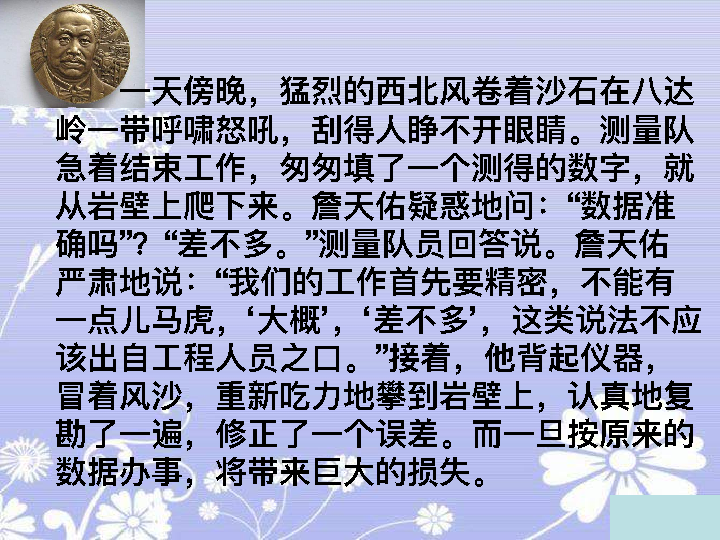 一天傍晚，猛烈的西北风卷着沙石在八达
岭一带呼啸怒吼，刮得人睁不开眼睛。测量队
急着结束工作，匆匆填了一个测得的数字，就
从岩壁上爬下来。詹天佑疑惑地问：“数据准
确吗”？“差不多。”测量队员回答说。詹天佑
严肃地说：“我们的工作首先要精密，不能有
一点儿马虎，‘大概’，‘差不多’，这类说法不应
该出自工程人员之口。”接着，他背起仪器，
冒着风沙，重新吃力地攀到岩壁上，认真地复
勘了一遍，修正了一个误差。而一旦按原来的
数据办事，将带来巨大的损失。